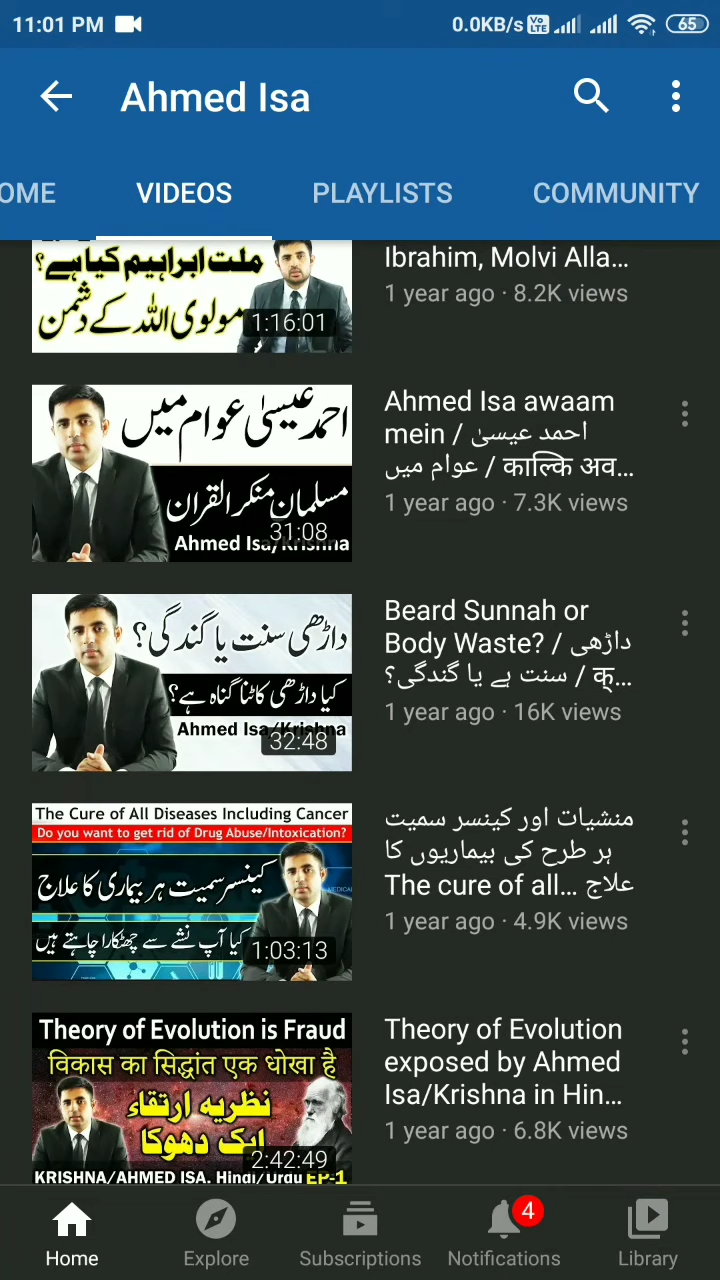 11:01 PM
0.0KB/s Vo LTE 65
Ahmed Isa
OME VIDEOS PLAYLISTS COMMUNITY
ملت ابراہیم کیا ہے؟
مولوی اللہ کے دشمن
1:16:01
Ibrahim, Molvi Alla...
1 year ago · 8.2K views
احمد عیسیٰ عوام میں
مسلمان منکر القرآن
31:08
Ahmed Isa/Krishna
Ahmed Isa awaam
mein / احمد عیسیٰ
عوام میں / काल्कि अव...
1 year ago · 7.3K views
داڑھی سنت یا گندگی؟
کیا داڑھی کاٹنا گناہ ہے؟
Ahmed Isa/Krishna
32:48
Beard Sunnah or
Body Waste? / داڑھی
سنت ہے یا گندگی؟ / क्...
1 year ago · 16K views
The Cure of All Diseases Including Cancer
Do you want to get rid of Drug Abuse/Intoxication?
کینسر سمیت ہر بیماری کا علاج
MEDICAL
کیا آپ نشے سے چھٹکارا چاہتے ہیں
1:03:13
منشیات اور کینسر سمیت
ہر طرح کی بیماریوں کا
علاج The cure of all...
1 year ago · 4.9K views
Theory of Evolution is Fraud
विकास का सिद्धांत एक धोखा है
نظریہ ارتقاء
ایک دھوکا
2:42:49
KRISHNA/AHMED ISA. Hindi/Urdu EP-1
Theory of Evolution
exposed by Ahmed
Isa/Krishna in Hin...
1 year ago · 6.8K views
4
Home Explore Subscriptions Notifications Library